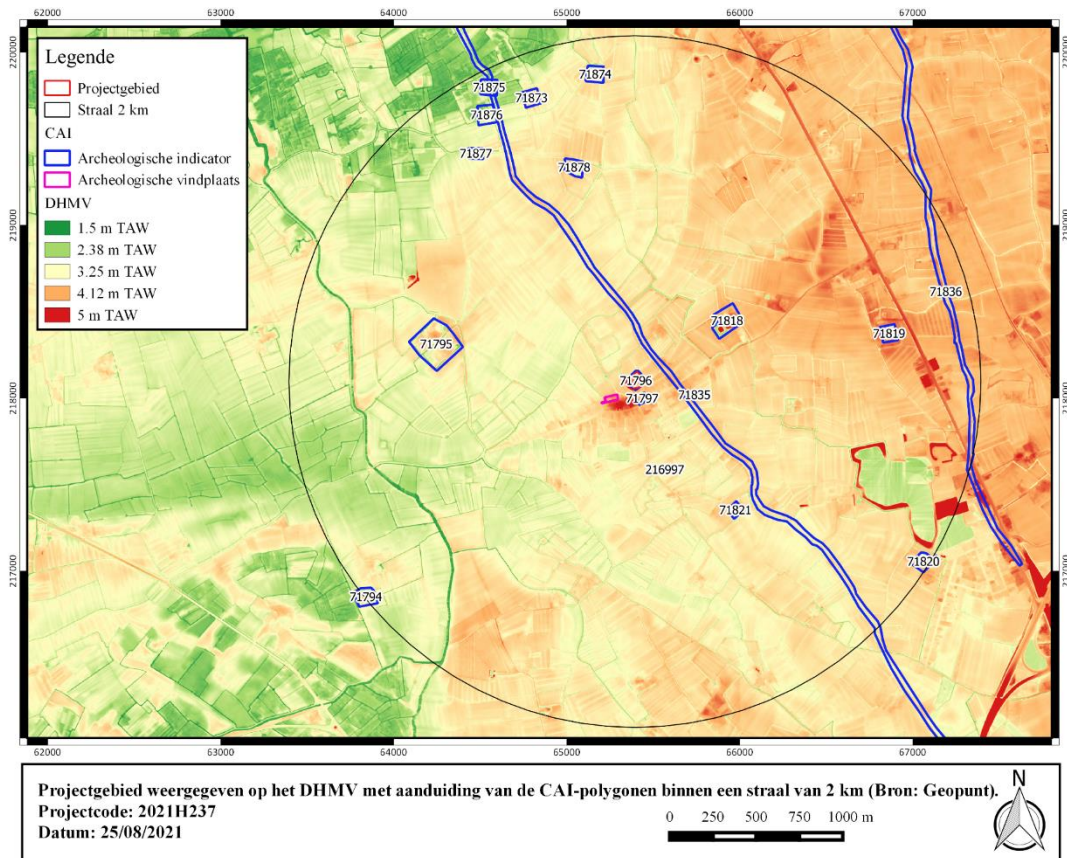 62000 63000 64000 65000 66000 67000
220000
220000
219000
219000
218000
218000
217000
217000
Legende
Projectgebied
Straal 2 km
CAI
Archeologische indicator
Archeologische vindplaats
DHMV
1.5 m TAW
2.38 m TAW
3.25 m TAW
4.12 m TAW
5 m TAW
71874
71875
71873
71876
71877
71878
71836
71818
71819
71795
71796
71797
71835
216997
71821
71820
71794
62000 63000 64000 65000 66000 67000
Projectgebied weergegeven op het DHMV met aanduiding van de CAI-polygonen binnen een straal van 2 km (Bron: Geopunt).
Projectcode: 2021H237
Datum: 25/08/2021
0 250 500 750 1000 m
N